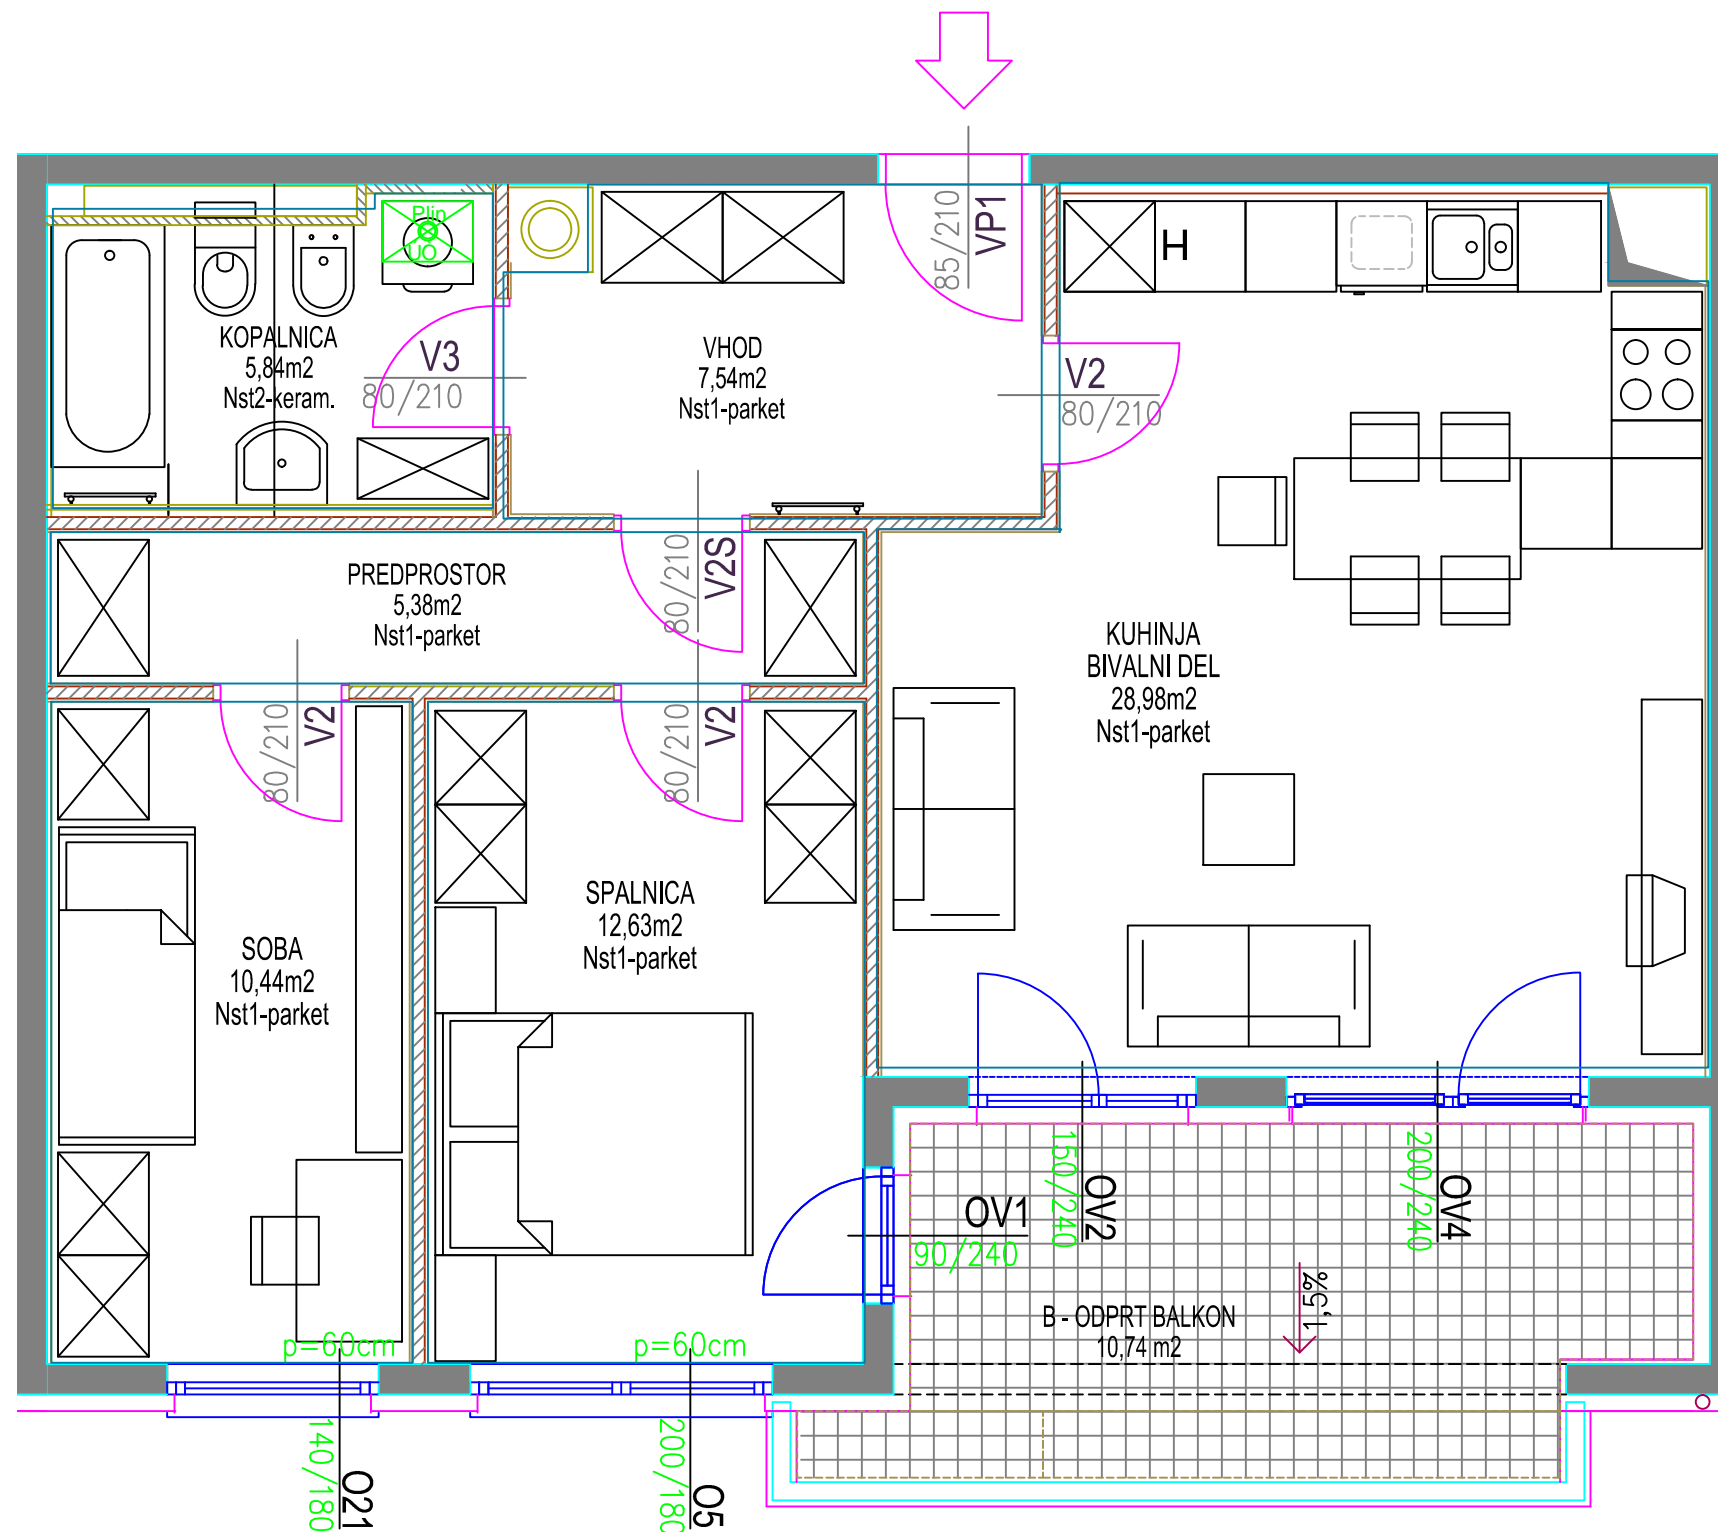 85/210
VP1
Plin
UO
H
KOPALNICA
5,84m2
Nst2-keram.
V3
80/210
VHOD
7,54m2
Nst1-parket
V2
80/210
PREDPROSTOR
5,38m2
Nst1-parket
80/210
V2S
KUHINJA
BIVALNI DEL
28,98m2
Nst1-parket
80/210
V2
80/210
V2
SPALNICA
12,63m2
Nst1-parket
SOBA
10,44m2
Nst1-parket
OV1
90/240
150/240
OV2
200/240
OV4
B - ODPRT BALKON
10,74 m2
1,5%
p=60cm
p=60cm
140/180
O21
200/180
O5